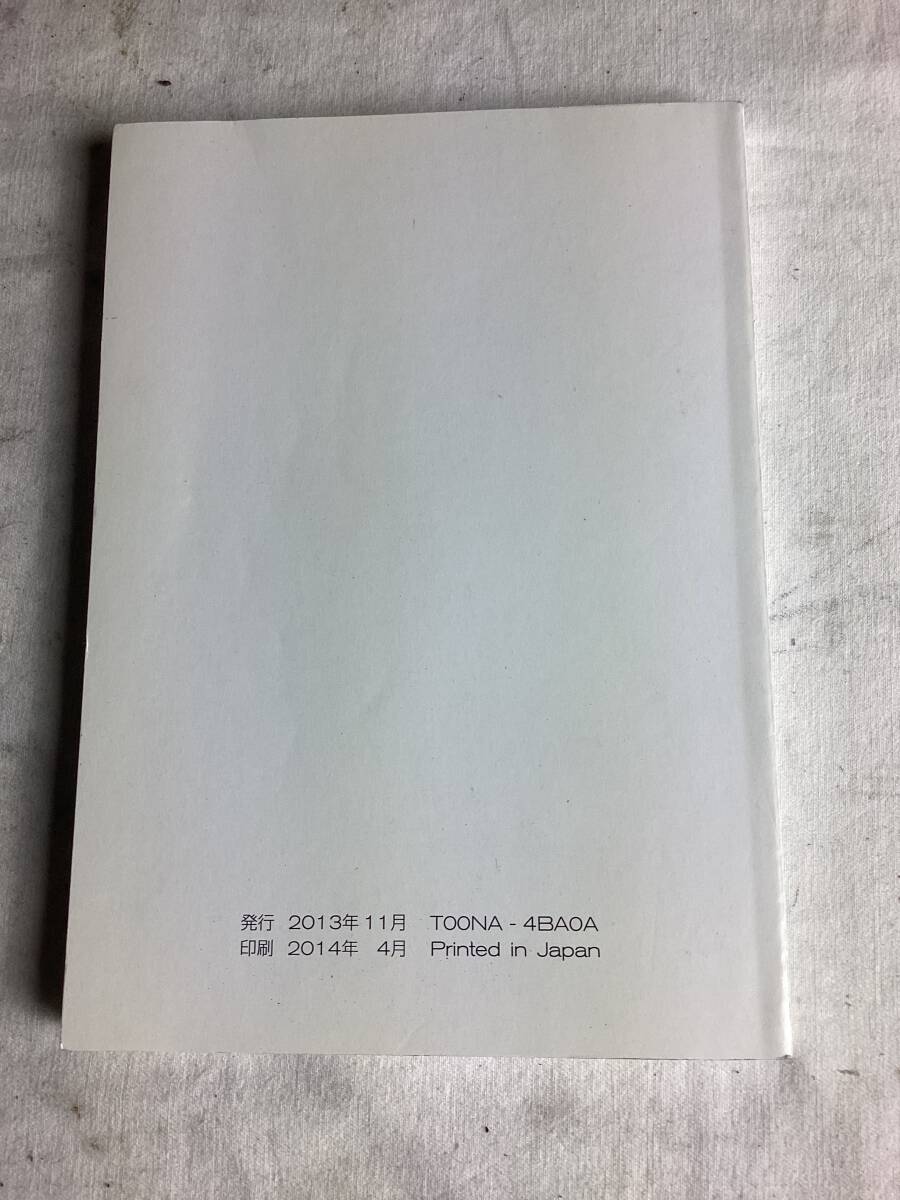 発行 2013年11月 T00NA - 4BA0A
印刷 2014年 4月 Printed in Japan